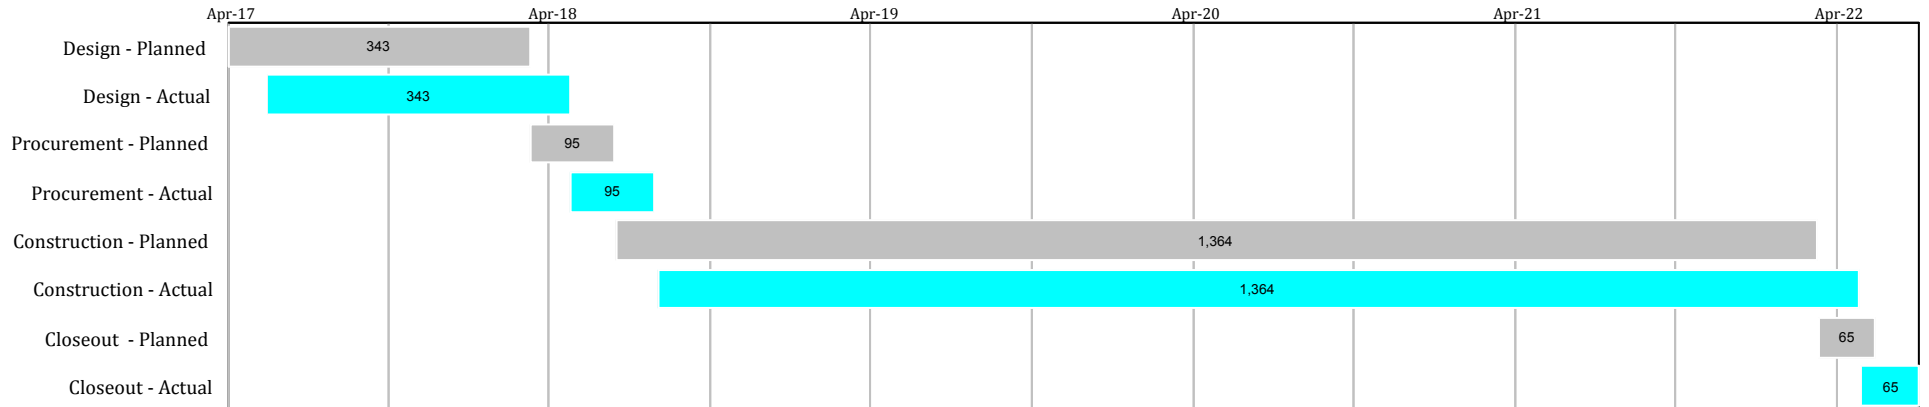 Apr-17 Apr-18 Apr-19 Apr-20 Apr-21 Apr-22
Design - Planned 343
Design - Actual 343
Procurement - Planned 95
Procurement - Actual 95
Construction - Planned 1,364
Construction - Actual 1,364
Closeout  - Planned 65
Closeout - Actual 65